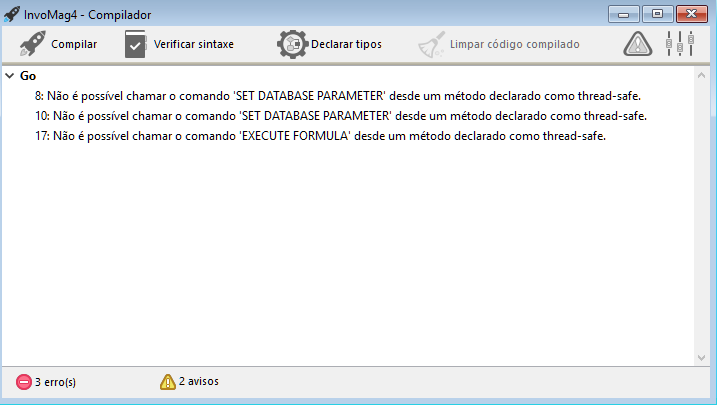 InvoMag4 - Compilador
Compilar Verificar sintaxe Declarar tipos Limpar código compilado
Go
8: Não é possível chamar o comando 'SET DATABASE PARAMETER' desde um método declarado como thread-safe.
10: Não é possível chamar o comando 'SET DATABASE PARAMETER' desde um método declarado como thread-safe.
17: Não é possível chamar o comando 'EXECUTE FORMULA' desde um método declarado como thread-safe.
3 erro(s) 2 avisos